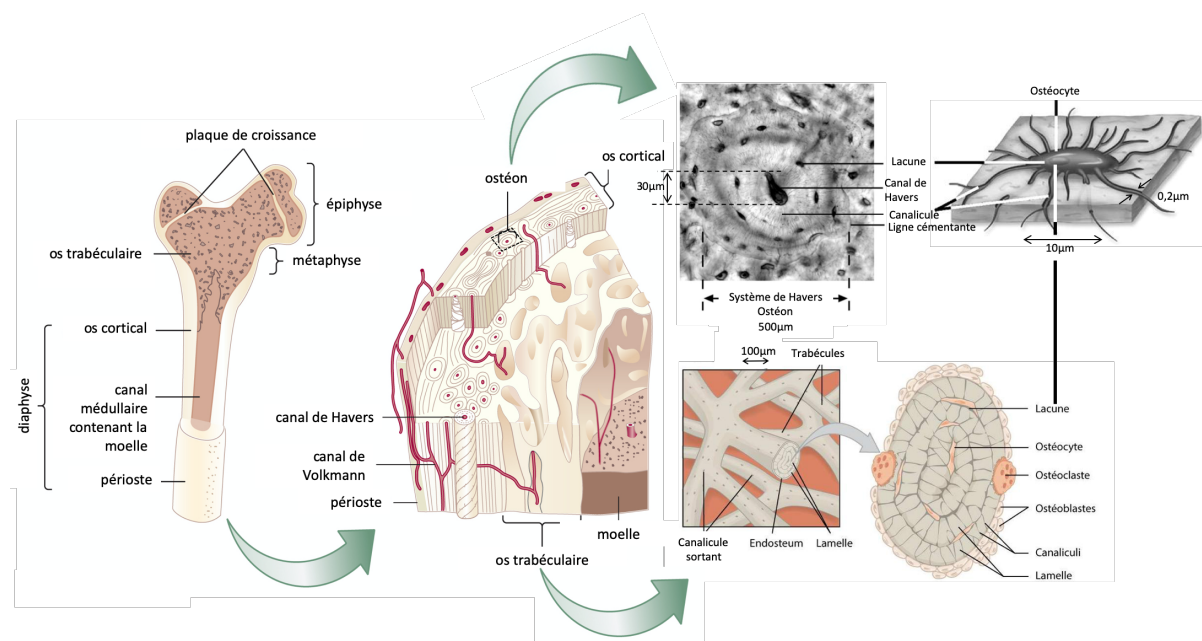 plaque de croissance
épiphyse
os trabéculaire
métaphyse
os cortical
diaphyse
canal
médullaire
contenant la
moelle
périoste
ostéon
os cortical
canal de Havers
canal de
Volkmann
périoste
moelle
os trabéculaire
30µm
Lacune
Canal de
Havers
Canalicule
Ligne cémentante
Système de Havers
Ostéon
500µm
Ostéocyte
0,2µm
10µm
100µm
Trabécules
Canalicule
sortant
Endosteum
Lamelle
Lacune
Ostéocyte
Ostéoclaste
Ostéoblastes
Canaliculi
Lamelle